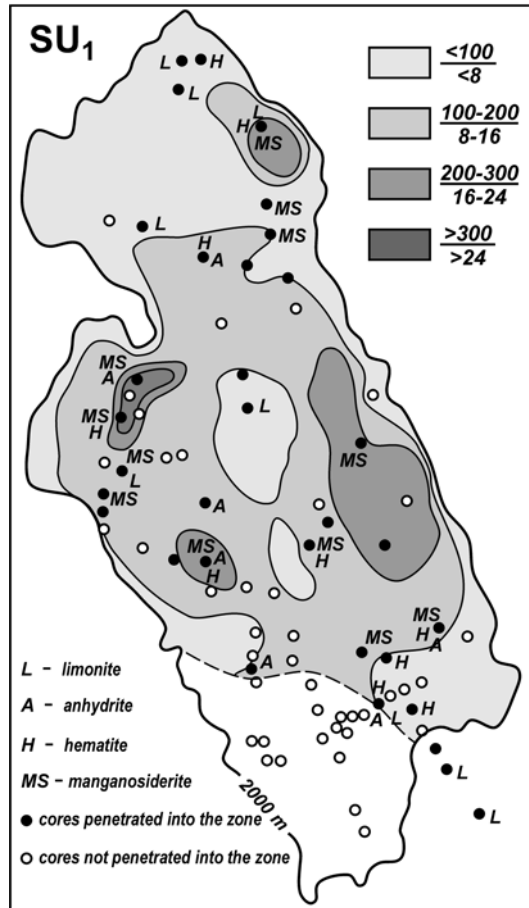 SU1
<100
<8
100-200
8-16
200-300
16-24
>300
>24
L H
L
L
H
MS
MS
L
MS
H
A
MS
A
MS
H
L
MS
MS
L
MS
A
MS
A
H
MS
H
MS
H
A
MS
H
A
H
A L
H
L
L
L – limonite
A – anhydrite
H – hematite
MS – manganosiderite
cores penetrated into the zone
cores not penetrated into the zone
2000 m